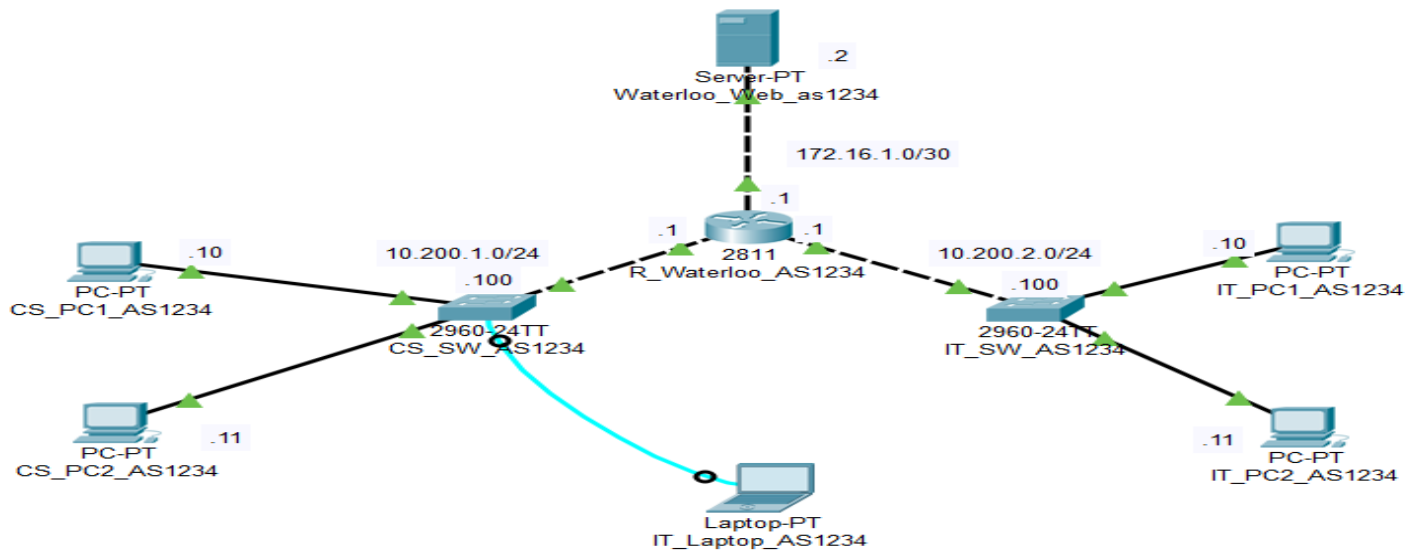 .2
Server-PT
Waterloo_Web_as1234
172.16.1.0/30
.1
.1
.1
2811
R_Waterloo_AS1234
.10
PC-PT
CS_PC1_AS1234
10.200.1.0/24
.100
2960-24TT
CS_SW_AS1234
10.200.2.0/24
.100
2960-24TT
IT_SW_AS1234
.10
PC-PT
IT_PC1_AS1234
.11
PC-PT
CS_PC2_AS1234
.11
PC-PT
IT_PC2_AS1234
Laptop-PT
IT_Laptop_AS1234